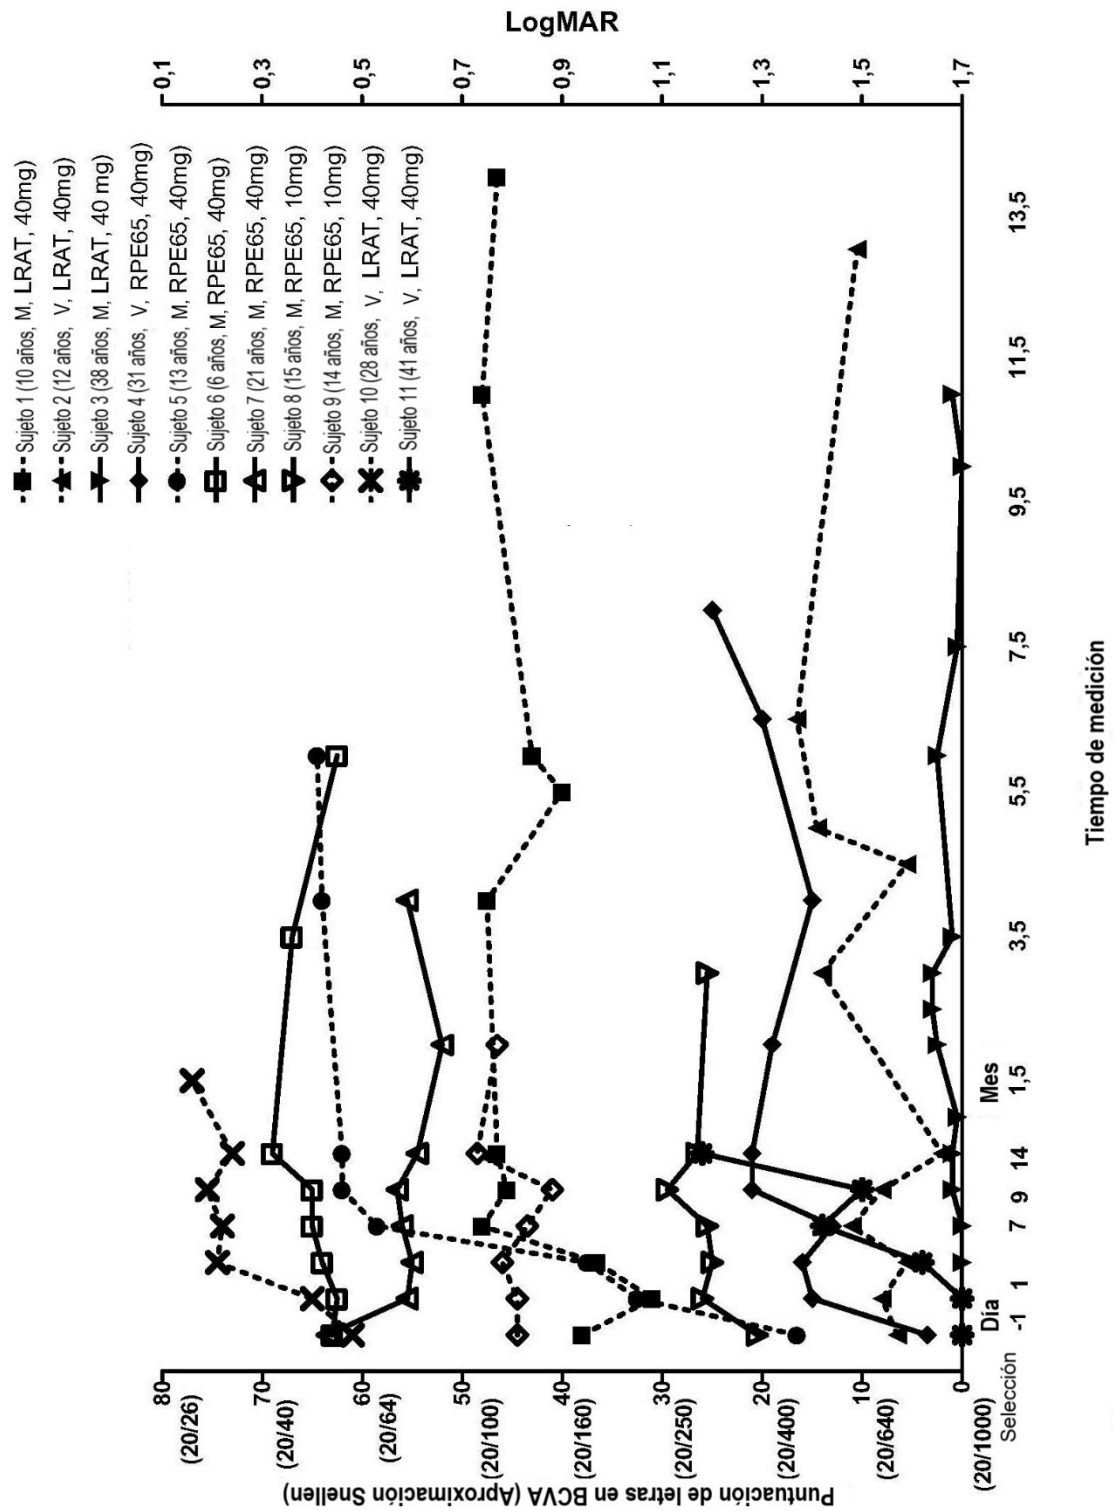 Sujeto 1 (10 años, M, LRAT, 40mg)
Sujeto 2 (12 años, V, LRAT, 40mg)
Sujeto 3 (38 años, M, LRAT, 40 mg)
Sujeto 4 (31 años, V, RPE65, 40mg)
Sujeto 5 (13 años, M, RPE65, 40mg)
Sujeto 6 (6 años, M, RPE65, 40mg)
Sujeto 7 (21 años, M, RPE65, 40mg)
Sujeto 8 (15 años, M, RPE65, 10mg)
Sujeto 9 (14 años, M, RPE65, 10mg)
Sujeto 10 (28 años, V, LRAT, 40mg)
Sujeto 11 (41 años, V, LRAT, 40mg)
Puntuación de letras en BCVA (Aproximación Snellen)
80
(20/26)
70
(20/40)
60
(20/64)
50
(20/100)
40
(20/160)
30
(20/250)
20
(20/400)
10
(20/640)
0
(20/1000)
LogMAR
0,1
0,3
0,5
0,7
0,9
1,1
1,3
1,5
1,7
Día
Mes
Selección
-1
1
7
9
14
1,5
3,5
5,5
7,5
9,5
11,5
13,5
Tiempo de medición